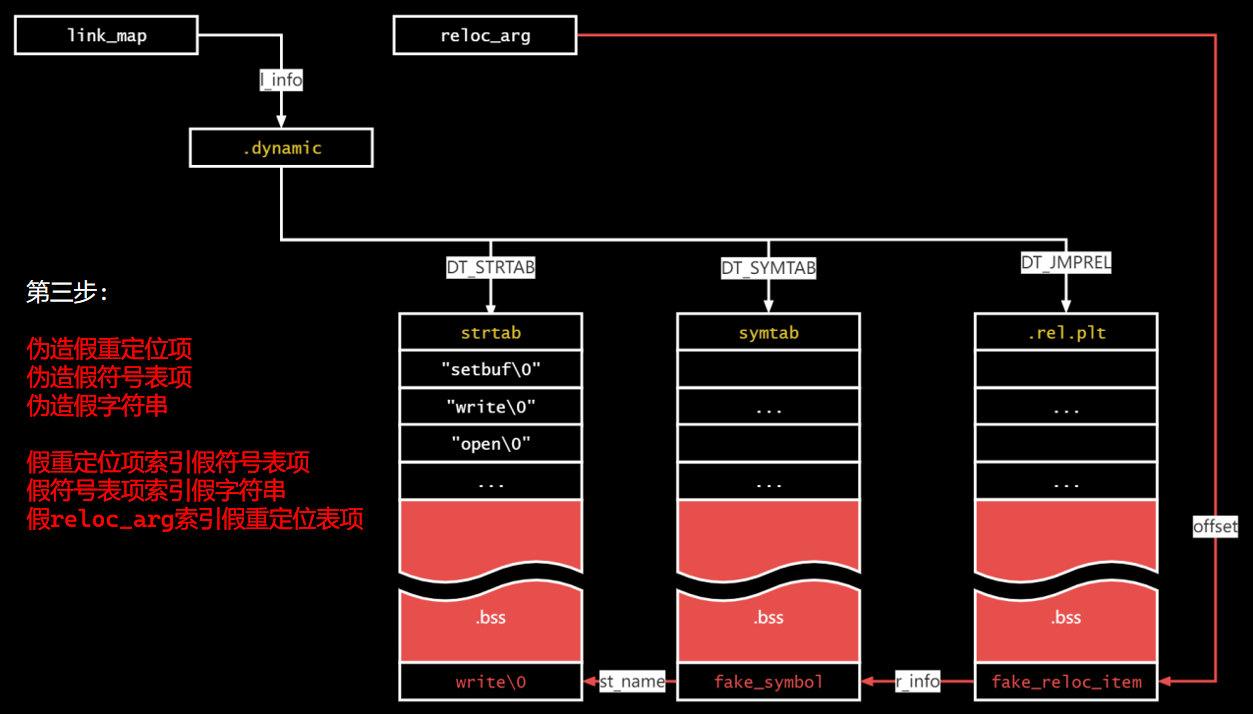 link_map
reloc_arg
l_info
.dynamic
DT_STRTAB
DT_SYMTAB
DT_JMPREL
第三步：
伪造假重定位项
伪造假符号表项
伪造假字符串
假重定位项索引假符号表项
假符号表项索引假字符串
假reloc_arg索引假重定位表项
strtab
"setbuf\0"
"write\0"
"open\0"
...
.bss
write\0
symtab
...
...
.bss
fake_symbol
.rel.plt
...
...
.bss
fake_reloc_item
st_name
r_info
offset